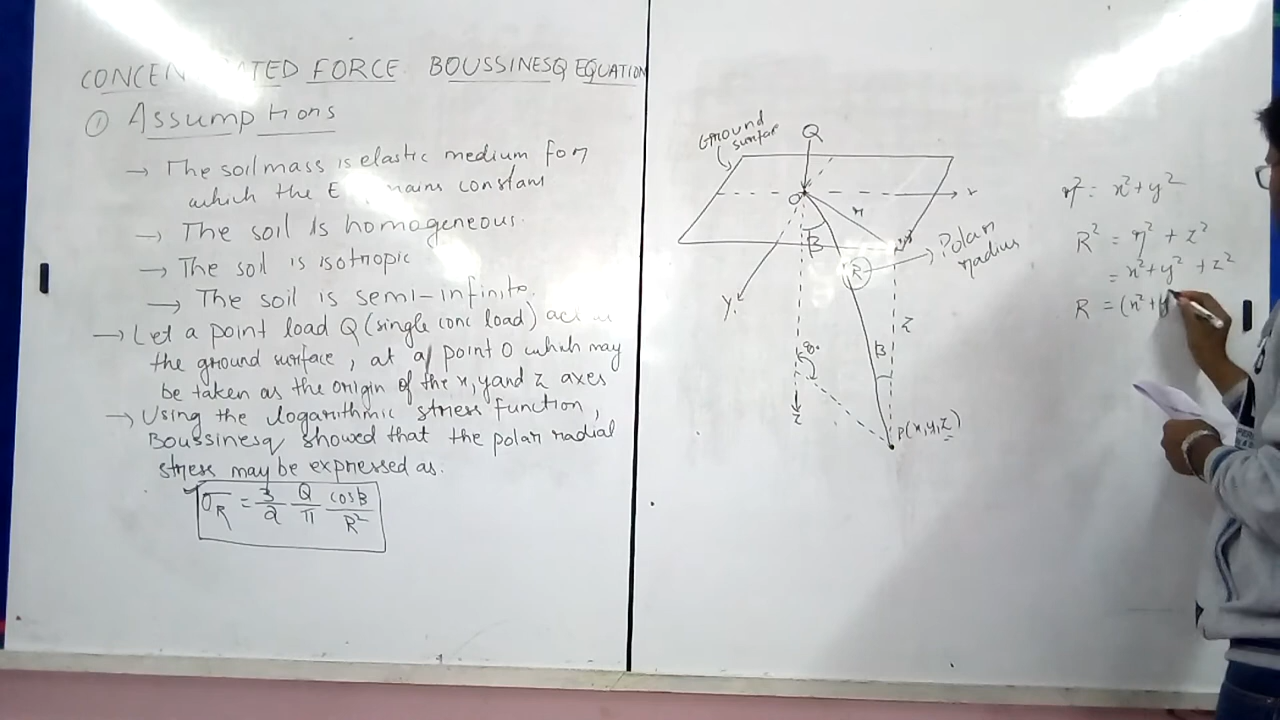 CONCEN ATED FORCE BOUSSINESQ EQUATION
① Assumptions
→ The soil mass is elastic medium for
which the E mains constant
→ The soil is homogeneous.
→ The soil is isotropic
→ The soil is semi-infinite.
→ Let a point load Q (single conc load) act
the ground surface, at a point O which may
be taken as the origin of the x, y and z axes
→ Using the logarithmic stress function,
Boussinesq showed that the polar radial
stress may be expressed as.
σR = 3/2 Q/π cosβ/R²
Ground
surface
Q
O
x
r
β
R
Polar
radius
y.
z
β
z
P(x,y,z)
r² = x²+y²
R² = r² + z²
= x²+y² + z²
R = (x²+y